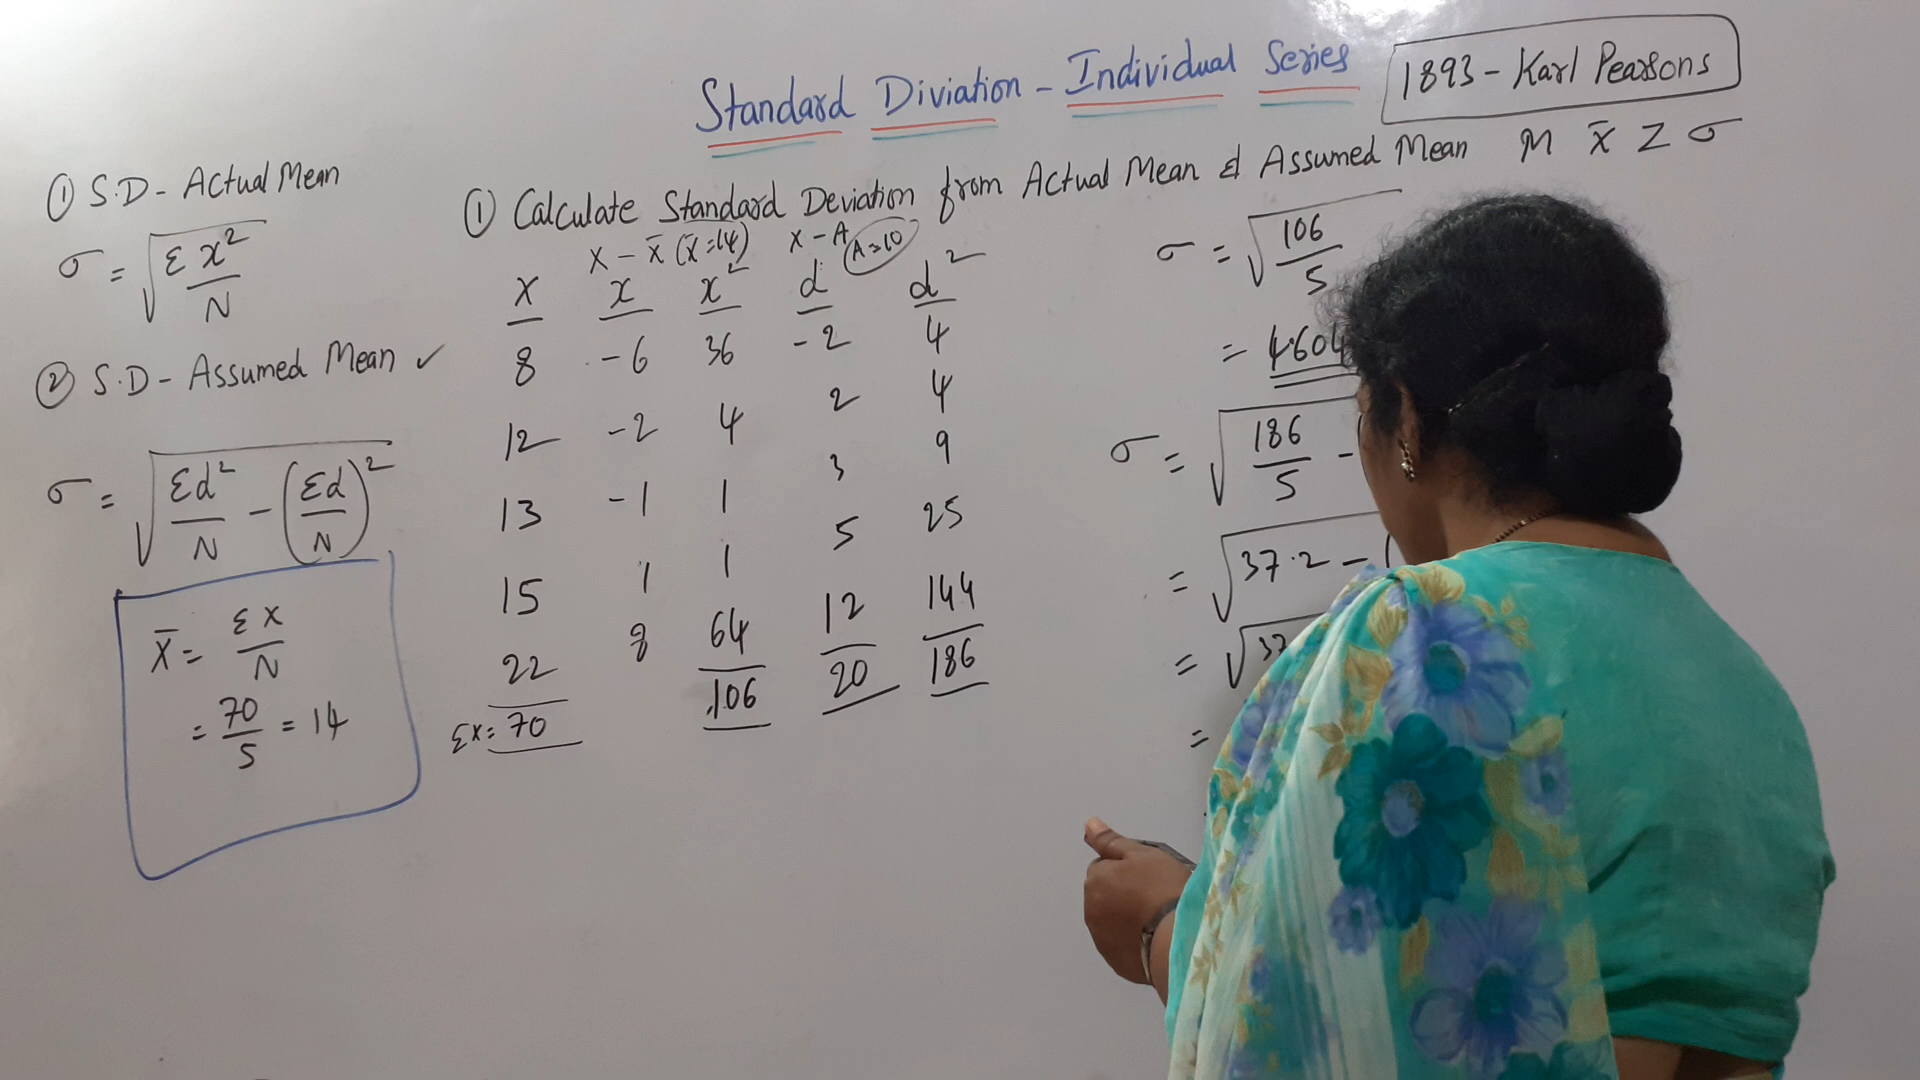 Standard Diviation - Individual Series
1893 - Karl Pearsons
M X̄ Z σ
① S.D - Actual Mean
σ = √(Σx²/N)
② S.D - Assumed Mean ✓
σ = √(Σd²/N - (Σd/N)²)
X̄ = ΣX/N
= 70/5 = 14
① Calculate Standard Deviation from Actual Mean & Assumed Mean
X - X̄ (X̄=14) X - A A=10
X x x² d d²
8 -6 36 -2 4
12 -2 4 2 4
13 -1 1 3 9
15 1 1 5 25
22 8 64 12 144
ΣX = 70 106 20 186
σ = √(106/5
= 4.604
σ = √(186/5 - (
= √(37.2 - (
= √37
=